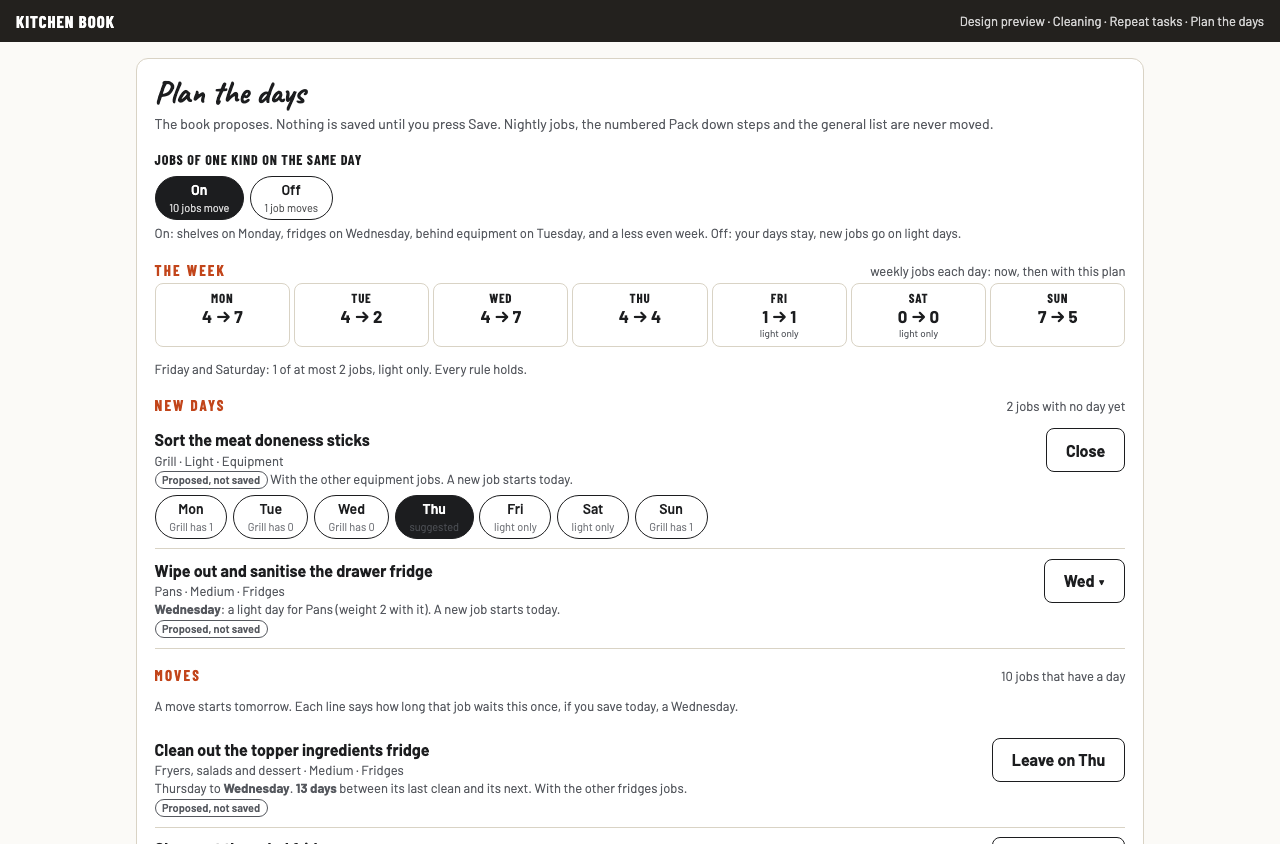 KITCHEN BOOK
Design preview · Cleaning · Repeat tasks · Plan the days
Plan the days
The book proposes. Nothing is saved until you press Save. Nightly jobs, the numbered Pack down steps and the general list are never moved.
JOBS OF ONE KIND ON THE SAME DAY
On
10 jobs move
Off
1 job moves
On: shelves on Monday, fridges on Wednesday, behind equipment on Tuesday, and a less even week. Off: your days stay, new jobs go on light days.
THE WEEK
weekly jobs each day: now, then with this plan
MON
4 → 7
TUE
4 → 2
WED
4 → 7
THU
4 → 4
FRI
1 → 1
light only
SAT
0 → 0
light only
SUN
7 → 5
Friday and Saturday: 1 of at most 2 jobs, light only. Every rule holds.
NEW DAYS
2 jobs with no day yet
Sort the meat doneness sticks
Grill · Light · Equipment
Proposed, not saved With the other equipment jobs. A new job starts today.
Close
Mon
Grill has 1
Tue
Grill has 0
Wed
Grill has 0
Thu
suggested
Fri
light only
Sat
light only
Sun
Grill has 1
Wipe out and sanitise the drawer fridge
Pans · Medium · Fridges
Wednesday: a light day for Pans (weight 2 with it). A new job starts today.
Proposed, not saved
Wed ▾
MOVES
10 jobs that have a day
A move starts tomorrow. Each line says how long that job waits this once, if you save today, a Wednesday.
Clean out the topper ingredients fridge
Fryers, salads and dessert · Medium · Fridges
Thursday to Wednesday. 13 days between its last clean and its next. With the other fridges jobs.
Proposed, not saved
Leave on Thu